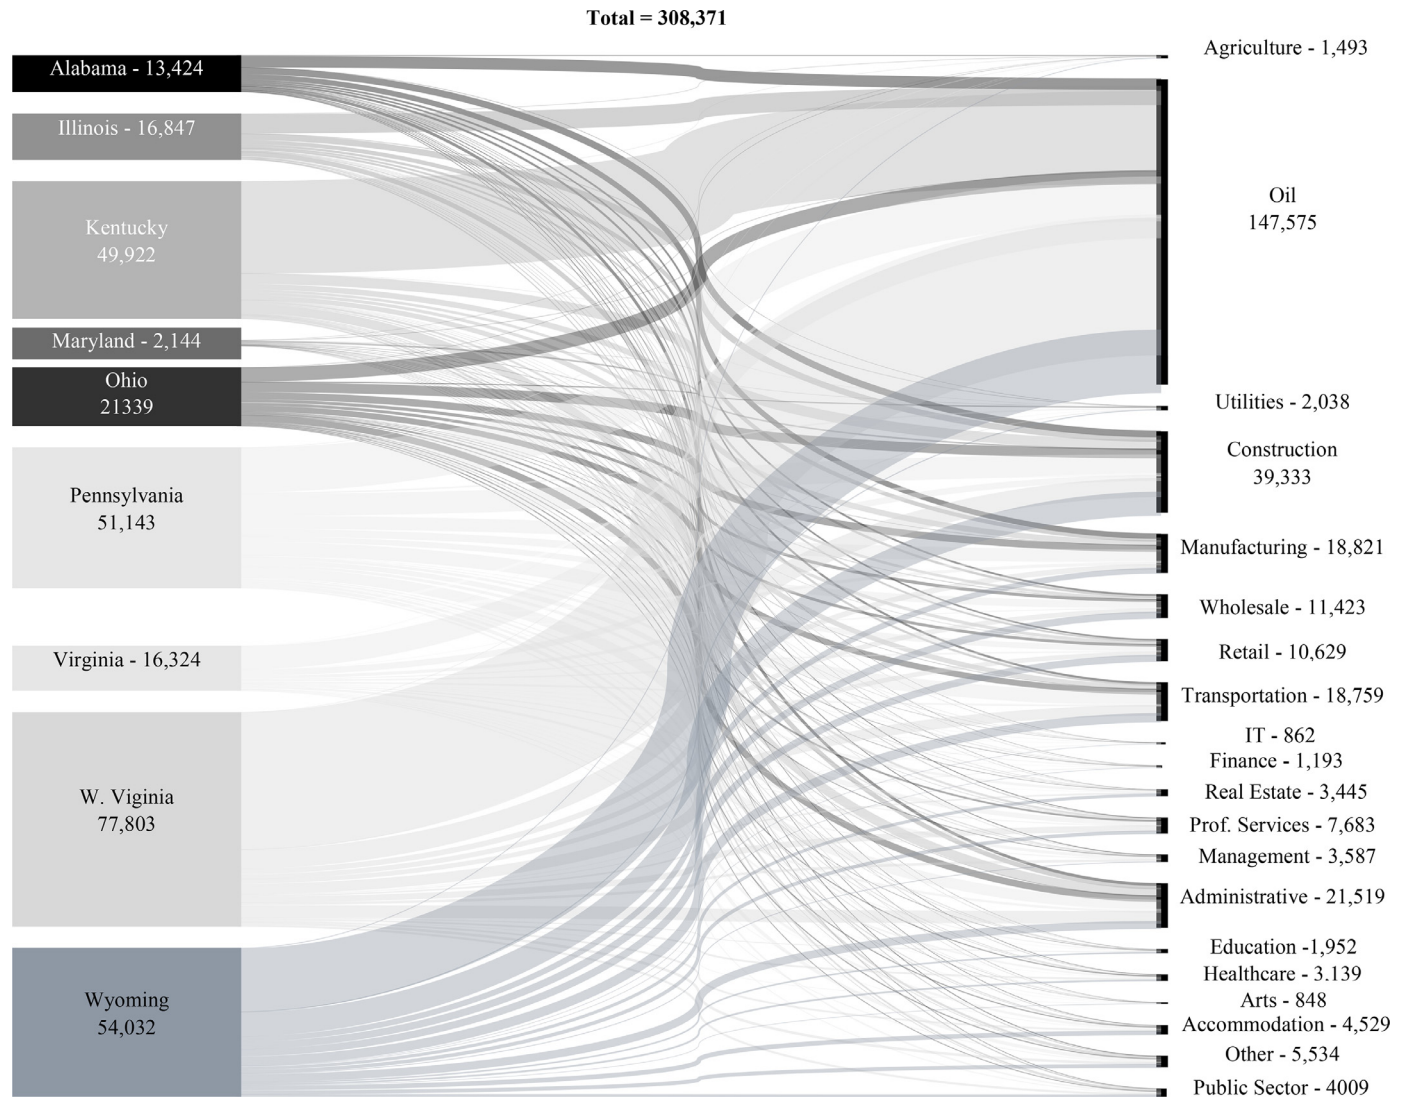 Total = 308,371
Alabama - 13,424
Illinois - 16,847
Kentucky
49,922
Maryland - 2,144
Ohio
21339
Pennsylvania
51,143
Virginia - 16,324
W. Viginia
77,803
Wyoming
54,032
Agriculture - 1,493
Oil
147,575
Utilities - 2,038
Construction
39,333
Manufacturing - 18,821
Wholesale - 11,423
Retail - 10,629
Transportation - 18,759
IT - 862
Finance - 1,193
Real Estate - 3,445
Prof. Services - 7,683
Management - 3,587
Administrative - 21,519
Education -1,952
Healthcare - 3.139
Arts - 848
Accommodation - 4,529
Other - 5,534
Public Sector - 4009